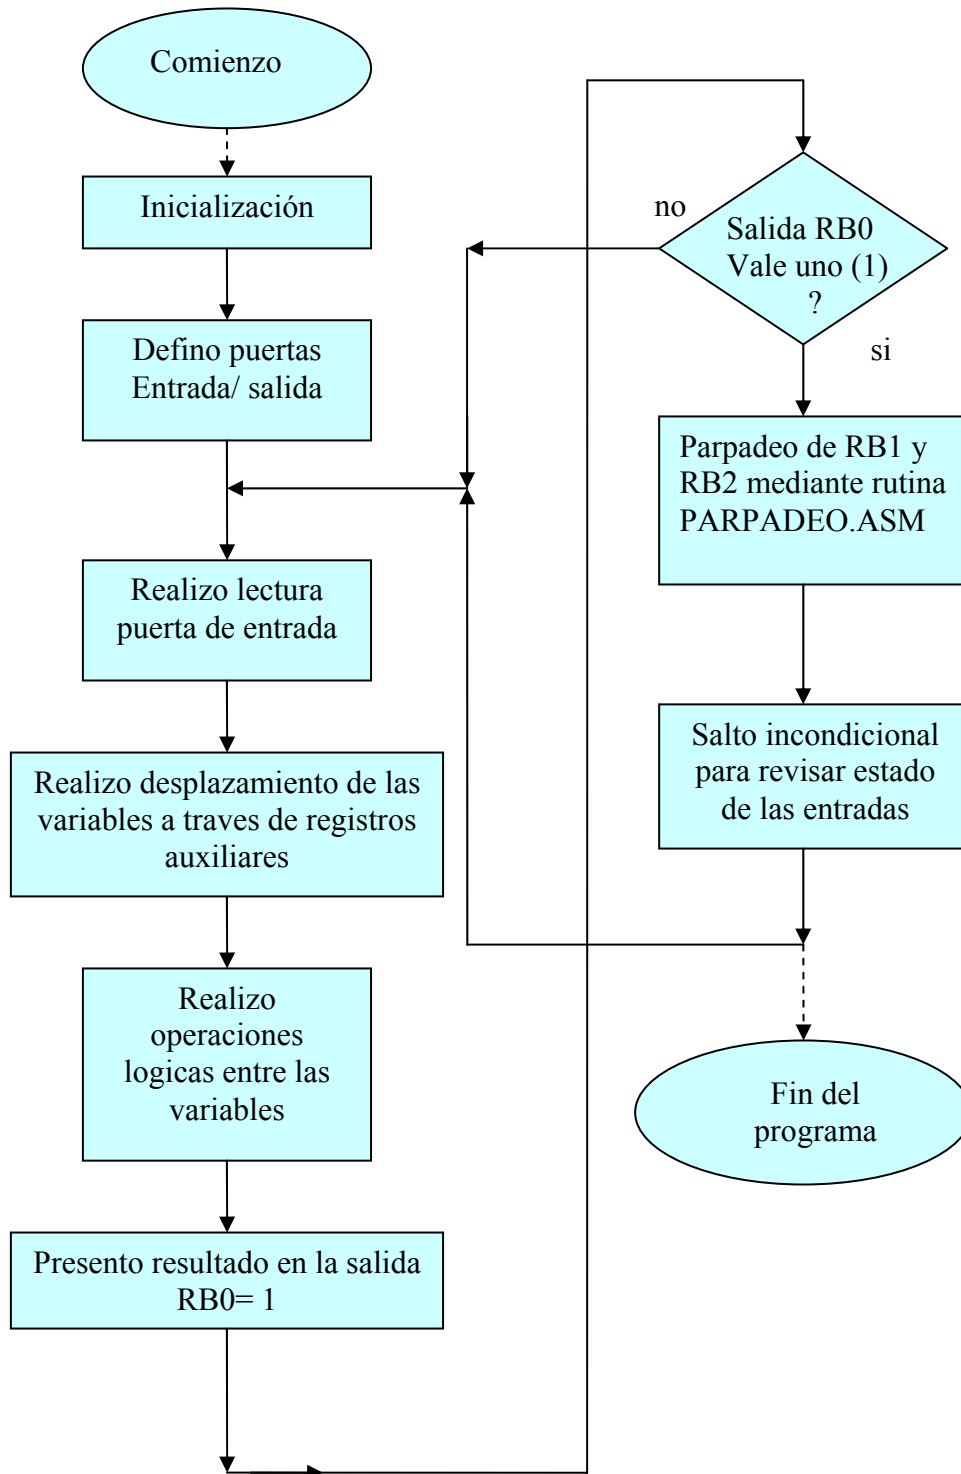 Comienzo
Inicialización
Defino puertas
Entrada/ salida
Realizo lectura
puerta de entrada
Realizo desplazamiento de las
variables a traves de registros
auxiliares
Realizo
operaciones
logicas entre las
variables
Presento resultado en la salida
RB0= 1
no
Salida RB0
Vale uno (1)
?
si
Parpadeo de RB1 y
RB2 mediante rutina
PARPADEO.ASM
Salto incondicional
para revisar estado
de las entradas
Fin del
programa